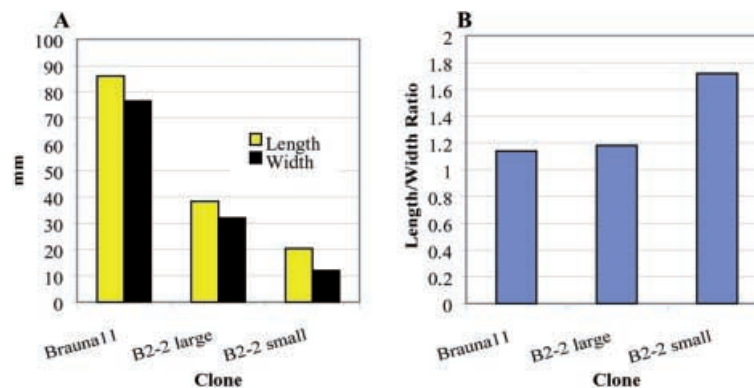 A
100
90
80
70
60
50
40
30
20
10
0
mm
Length
Width
Brauna11
B2-2 large
B2-2 small
Clone
B
2
1.8
1.6
1.4
1.2
1
0.8
0.6
0.4
0.2
0
Length/Width Ratio
Brauna11
B2-2 large
B2-2 small
Clone